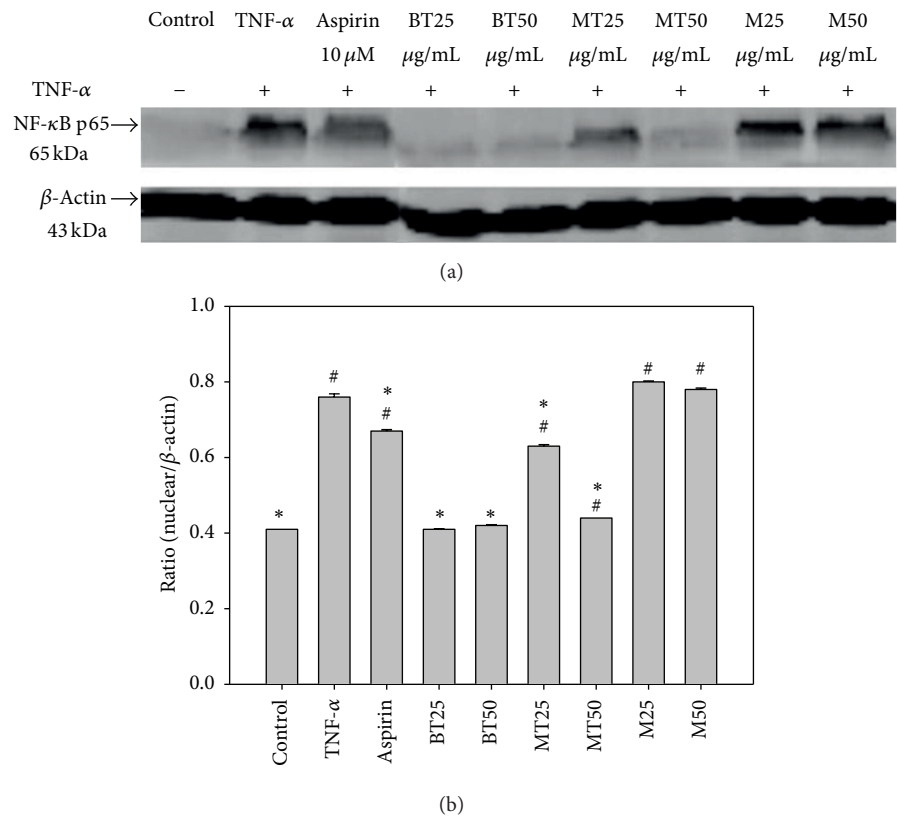 (a)
Control TNF-α Aspirin BT25 BT50 MT25 MT50 M25 M50
10 μM μg/mL μg/mL μg/mL μg/mL μg/mL μg/mL
TNF-α − + + + + + + + +
NF-κB p65
65 kDa
β-Actin
43 kDa
(a)
1.0
0.8
0.6
0.4
0.2
0.0
Ratio (nuclear/β-actin)
* # * # * * * # * # # #
Control TNF-α Aspirin BT25 BT50 MT25 MT50 M25 M50
(b)